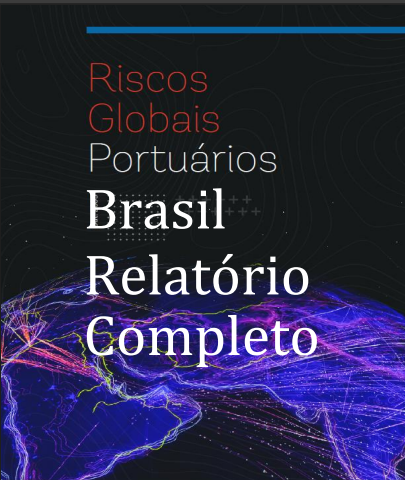 Riscos
Globais
Portuários
Brasil
Relatório
Completo